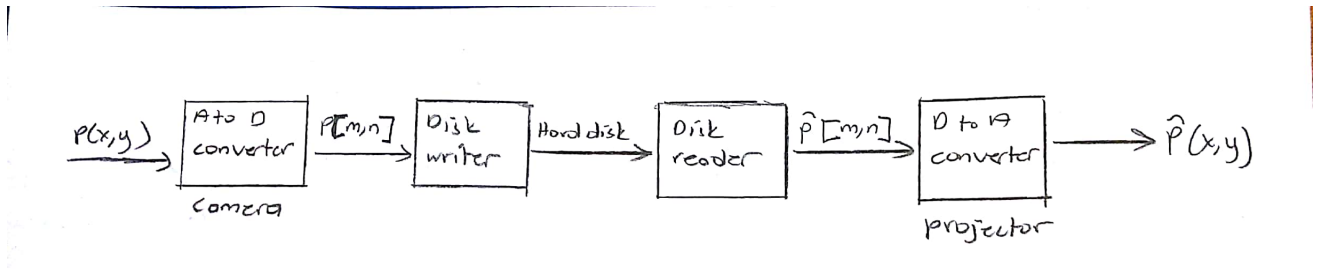 P(x,y)
A to D
converter
camera
P[m,n]
Disk
writer
Hard disk
Disk
reader
P̂[m,n]
D to A
converter
projector
P̂(x,y)